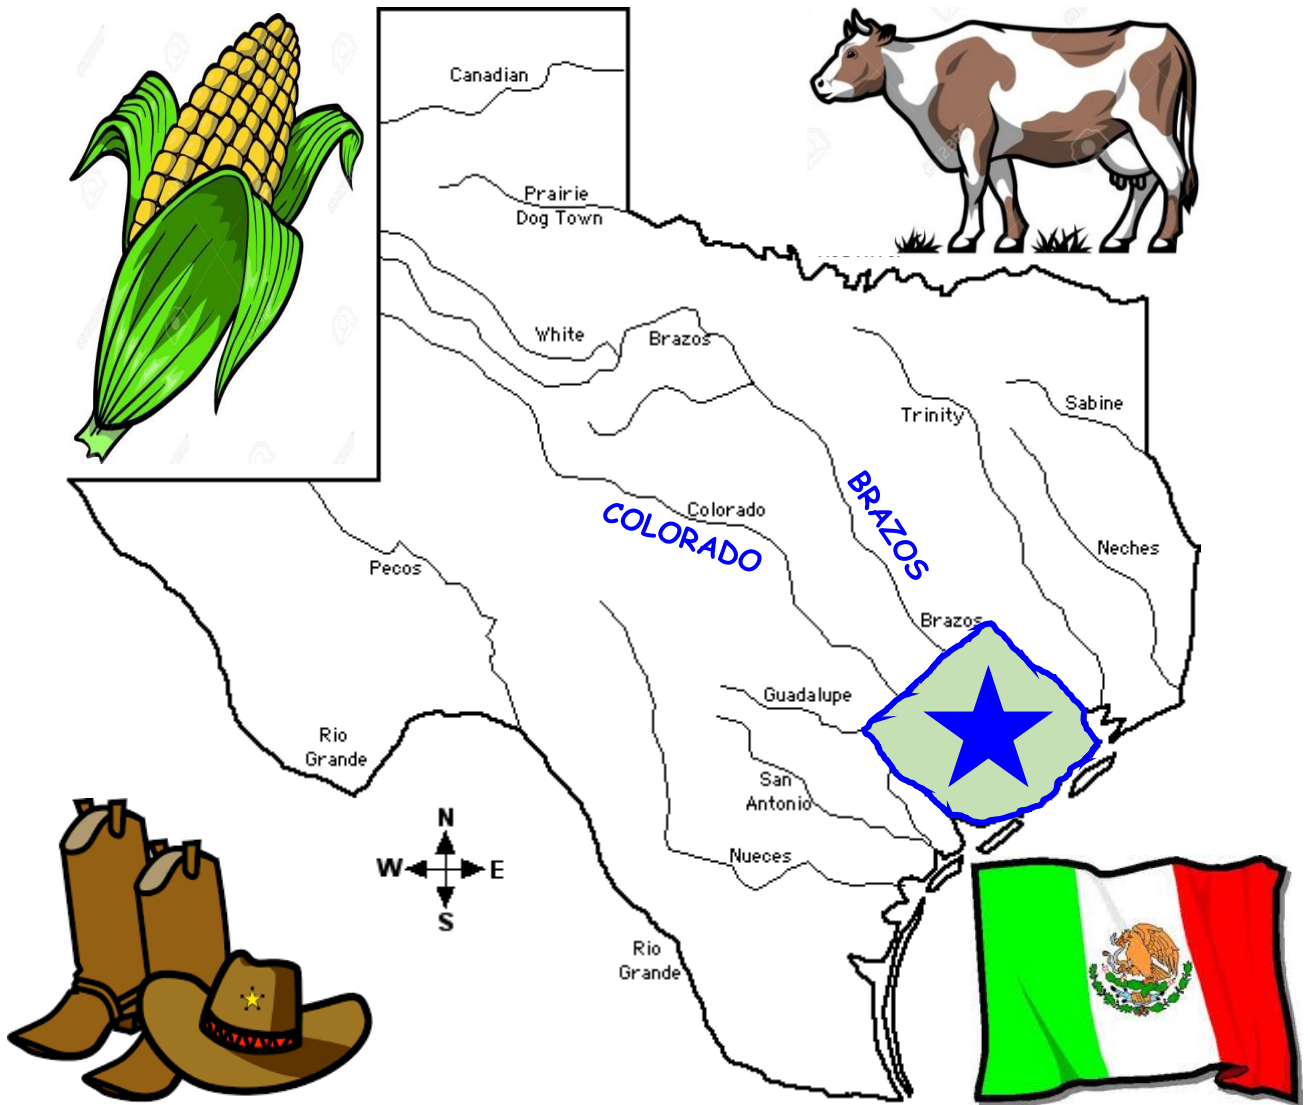 Canadian
Prairie
Dog Town
White
Brazos
Sabine
Trinity
BRAZOS
Colorado
COLORADO
Neches
Pecos
Brazos
Guadalupe
Rio
Grande
San
Antonio
N
W E
S
Nueces
Rio
Grande